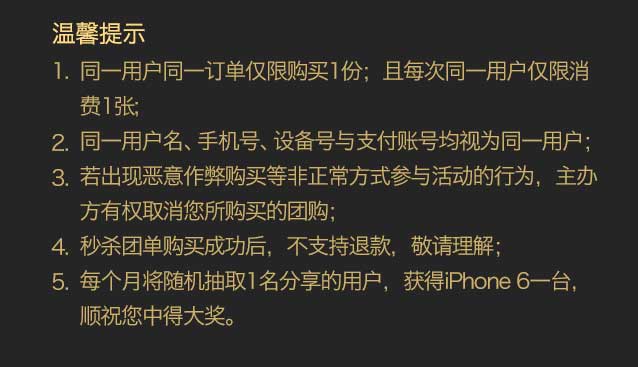 温馨提示
1. 同一用户同一订单仅限购买1份；且每次同一用户仅限消
费1张;
2. 同一用户名、手机号、设备号与支付账号均视为同一用户；
3. 若出现恶意作弊购买等非正常方式参与活动的行为，主办
方有权取消您所购买的团购；
4. 秒杀团单购买成功后，不支持退款，敬请理解；
5. 每个月将随机抽取1名分享的用户，获得iPhone 6一台，
顺祝您中得大奖。